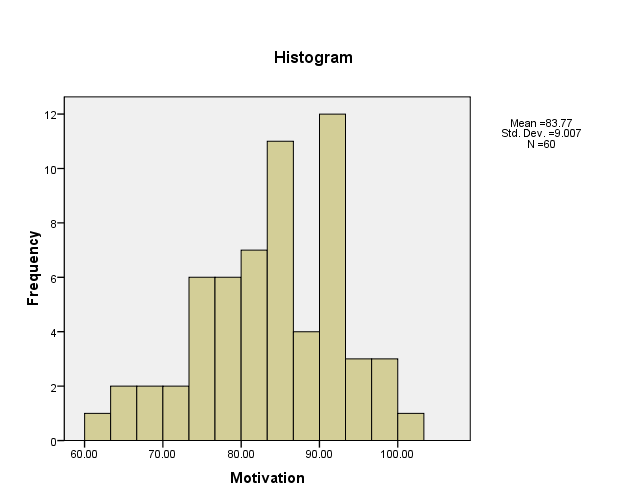 Histogram
Mean =83.77
Std. Dev. =9.007
N =60
Frequency
12
10
8
6
4
2
0
60.00 70.00 80.00 90.00 100.00
Motivation